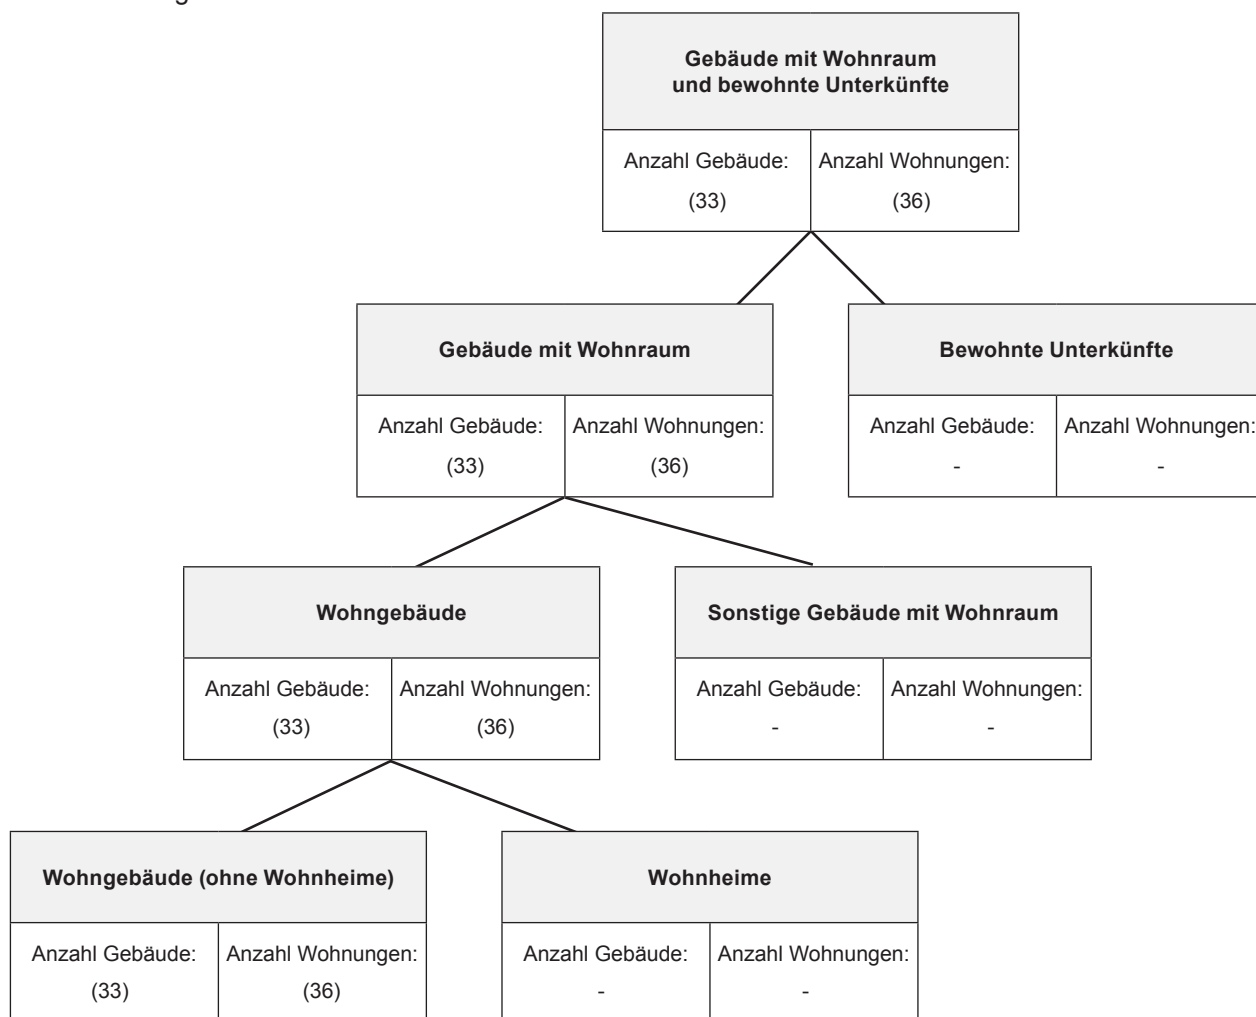 Gebäude mit Wohnraum
und bewohnte Unterkünfte
Anzahl Gebäude: Anzahl Wohnungen:
(33) (36)
Gebäude mit Wohnraum Bewohnte Unterkünfte
Anzahl Gebäude: Anzahl Wohnungen: Anzahl Gebäude: Anzahl Wohnungen:
(33) (36) - -
Wohngebäude Sonstige Gebäude mit Wohnraum
Anzahl Gebäude: Anzahl Wohnungen: Anzahl Gebäude: Anzahl Wohnungen:
(33) (36) - -
Wohngebäude (ohne Wohnheime) Wohnheime
Anzahl Gebäude: Anzahl Wohnungen: Anzahl Gebäude: Anzahl Wohnungen:
(33) (36) - -